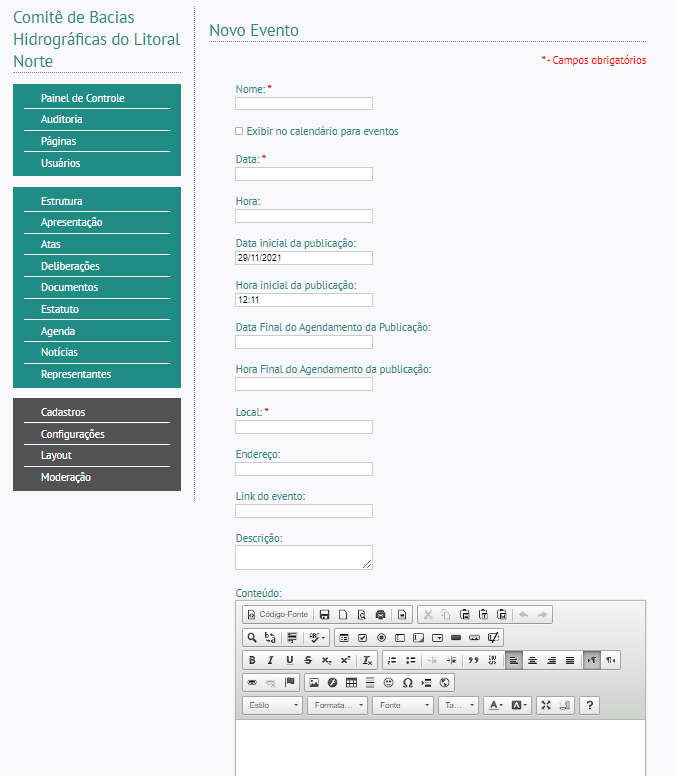 Comitê de Bacias
Hidrográficas do Litoral
Norte
Painel de Controle
Auditoria
Páginas
Usuários
Estrutura
Apresentação
Atas
Deliberações
Documentos
Estatuto
Agenda
Notícias
Representantes
Cadastros
Configurações
Layout
Moderação
Novo Evento
* - Campos obrigatórios
Nome: *
Exibir no calendário para eventos
Data: *
Hora:
Data inicial da publicação:
29/11/2021
Hora inicial da publicação:
12:11
Data Final do Agendamento da Publicação:
Hora Final do Agendamento da publicação:
Local: *
Endereço:
Link do evento:
Descrição:
Conteúdo:
Código-Fonte
Estilo Formata... Fonte Ta...